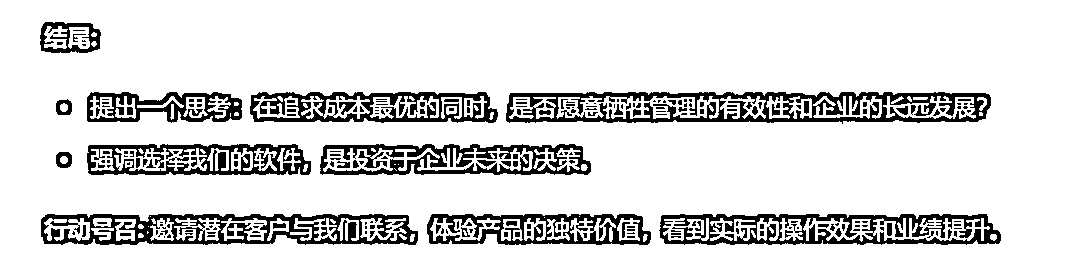 结尾:
提出一个思考：在追求成本最优的同时，是否愿意牺牲管理的有效性和企业的长远发展？
强调选择我们的软件，是投资于企业未来的决策。
行动号召: 邀请潜在客户与我们联系，体验产品的独特价值，看到实际的操作效果和业绩提升。